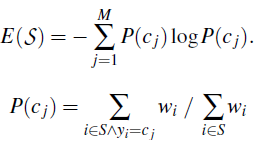 E(𝒮) = − ∑_{j=1}^{M} P(c_j) log P(c_j).
P(c_j) = ∑_{i∈S∧y_i=c_j} w_i / ∑_{i∈S} w_i